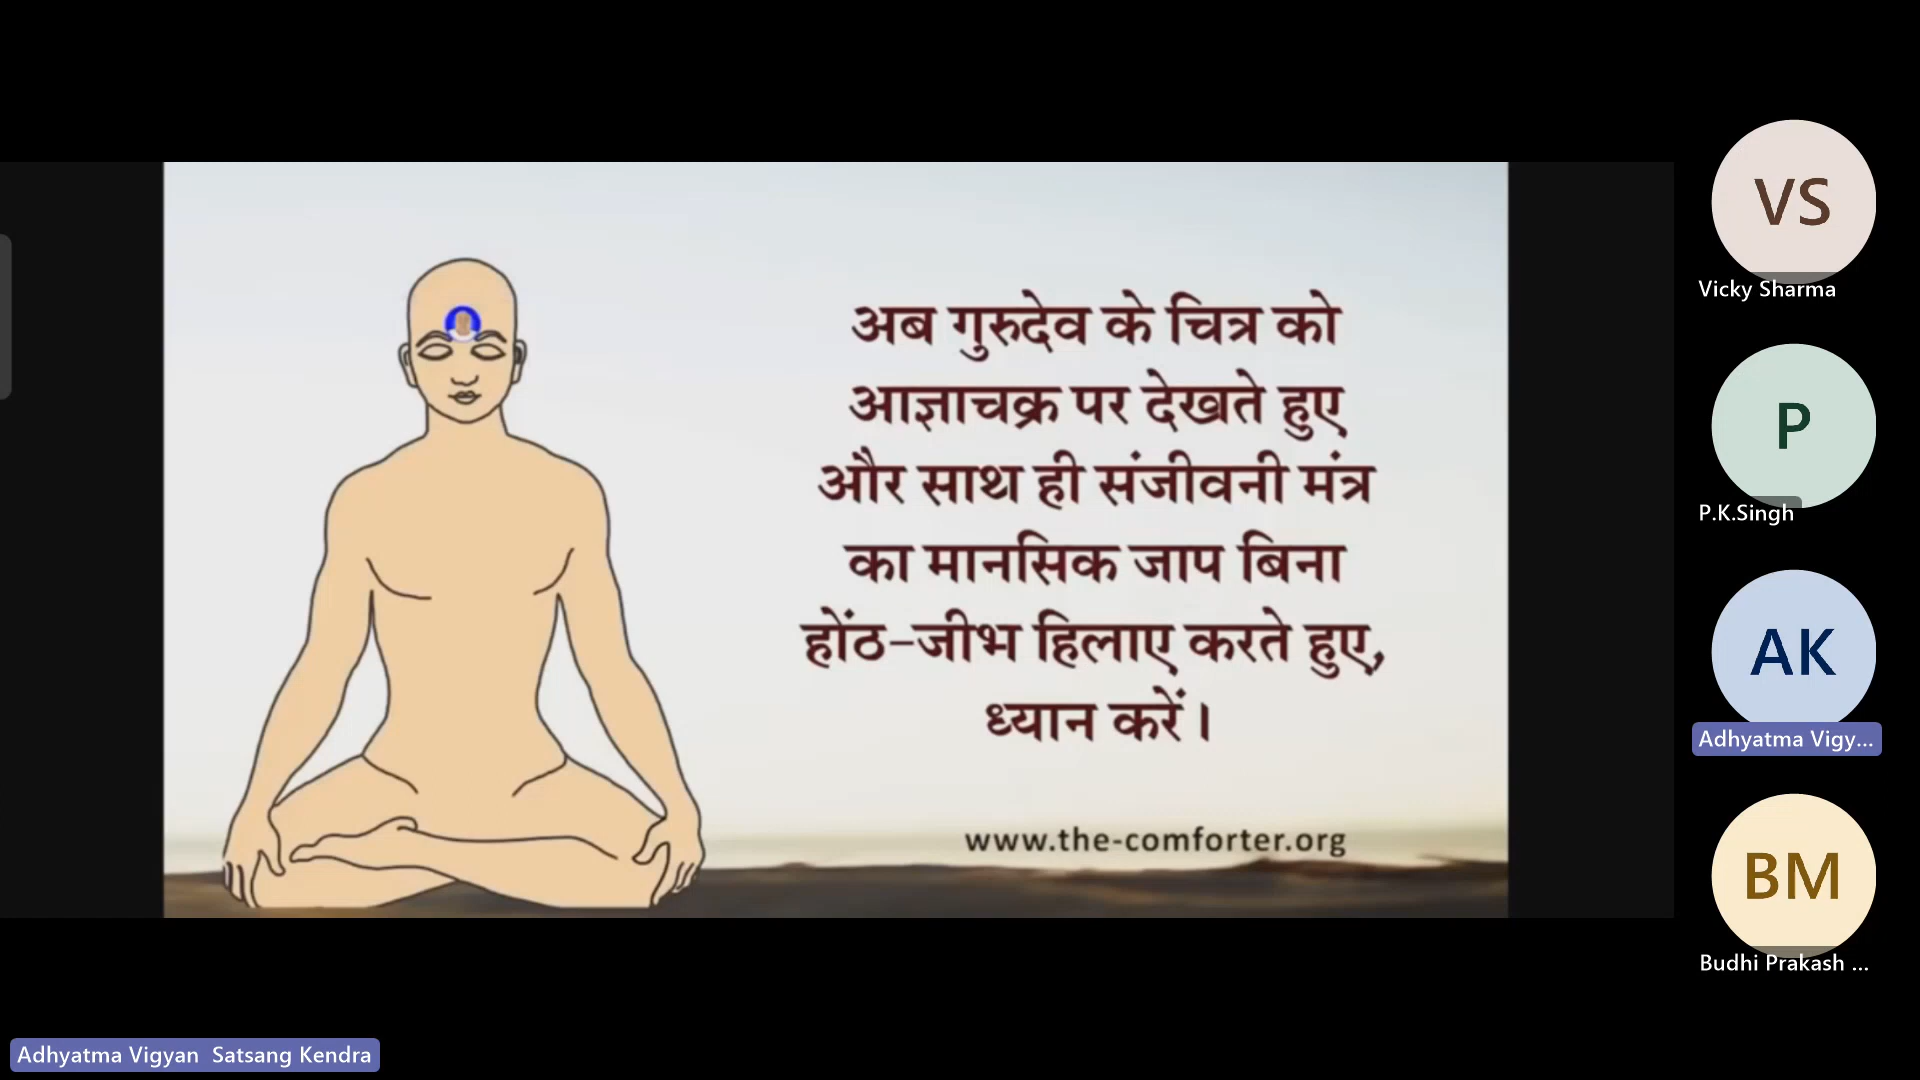 अब गुरुदेव के चित्र को
आज्ञाचक्र पर देखते हुए
और साथ ही संजीवनी मंत्र
का मानसिक जाप बिना
होंठ-जीभ हिलाए करते हुए,
ध्यान करें।
www.the-comforter.org
VS
Vicky Sharma
P
P.K.Singh
AK
Adhyatma Vigy...
BM
Budhi Prakash ...
Adhyatma Vigyan Satsang Kendra